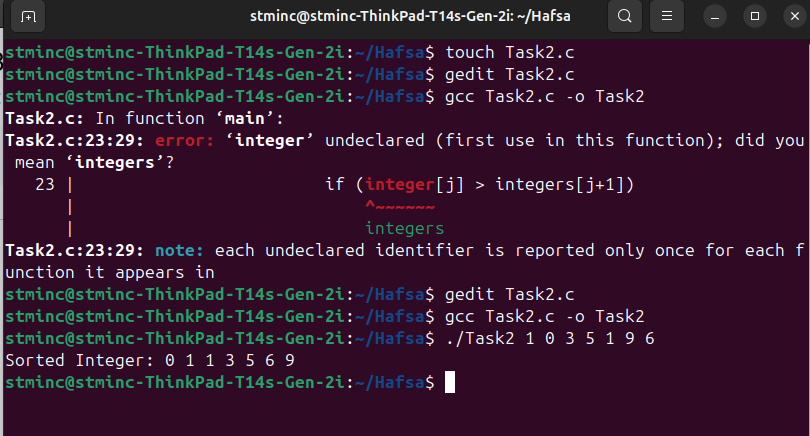 stminc@stminc-ThinkPad-T14s-Gen-2i: ~/Hafsa
stminc@stminc-ThinkPad-T14s-Gen-2i:~/Hafsa$ touch Task2.c
stminc@stminc-ThinkPad-T14s-Gen-2i:~/Hafsa$ gedit Task2.c
stminc@stminc-ThinkPad-T14s-Gen-2i:~/Hafsa$ gcc Task2.c -o Task2
Task2.c: In function ‘main’:
Task2.c:23:29: error: ‘integer’ undeclared (first use in this function); did you
 mean ‘integers’?
   23 |                         if (integer[j] > integers[j+1])
      |                             ^~~~~~~
      |                             integers
Task2.c:23:29: note: each undeclared identifier is reported only once for each f
unction it appears in
stminc@stminc-ThinkPad-T14s-Gen-2i:~/Hafsa$ gedit Task2.c
stminc@stminc-ThinkPad-T14s-Gen-2i:~/Hafsa$ gcc Task2.c -o Task2
stminc@stminc-ThinkPad-T14s-Gen-2i:~/Hafsa$ ./Task2 1 0 3 5 1 9 6
Sorted Integer: 0 1 1 3 5 6 9
stminc@stminc-ThinkPad-T14s-Gen-2i:~/Hafsa$